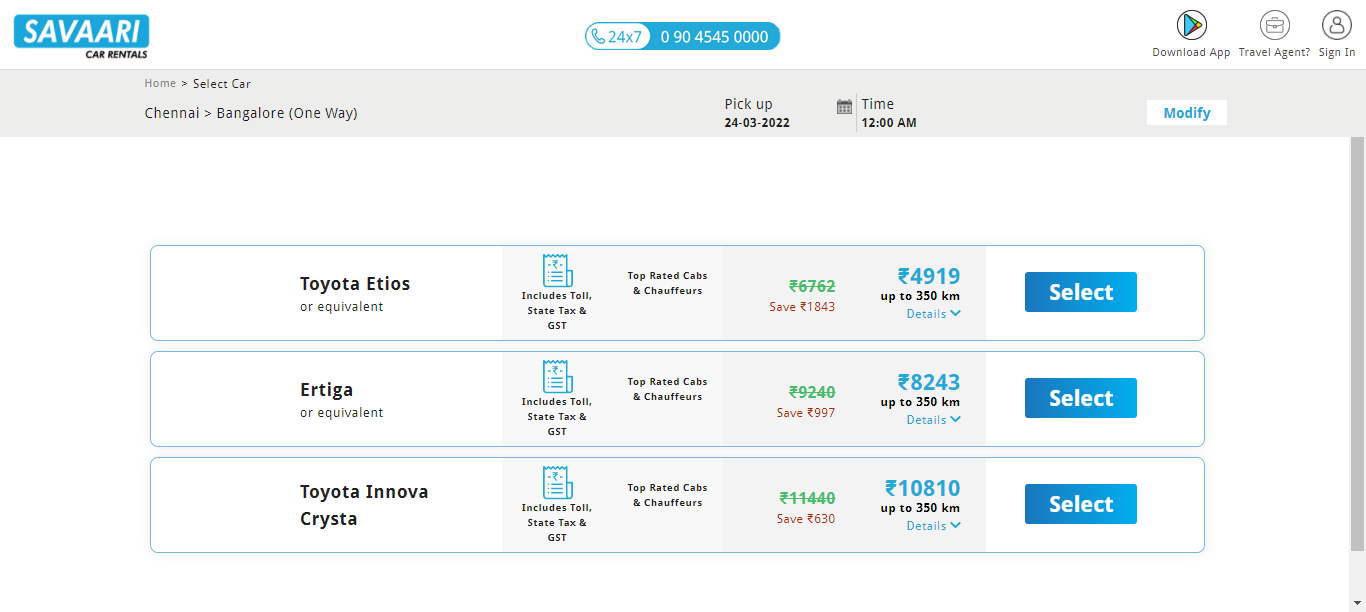 SAVAARI
CAR RENTALS
24x7 0 90 4545 0000
Download App
Travel Agent?
Sign In
Home > Select Car
Chennai > Bangalore (One Way)
Pick up
24-03-2022
Time
12:00 AM
Modify
Toyota Etios
or equivalent
₹
Includes Toll,
State Tax &
GST
Top Rated Cabs
& Chauffeurs
₹6762
Save ₹1843
₹4919
up to 350 km
Details
Select
Ertiga
or equivalent
₹
Includes Toll,
State Tax &
GST
Top Rated Cabs
& Chauffeurs
₹9240
Save ₹997
₹8243
up to 350 km
Details
Select
Toyota Innova
Crysta
₹
Includes Toll,
State Tax &
GST
Top Rated Cabs
& Chauffeurs
₹11440
Save ₹630
₹10810
up to 350 km
Details
Select